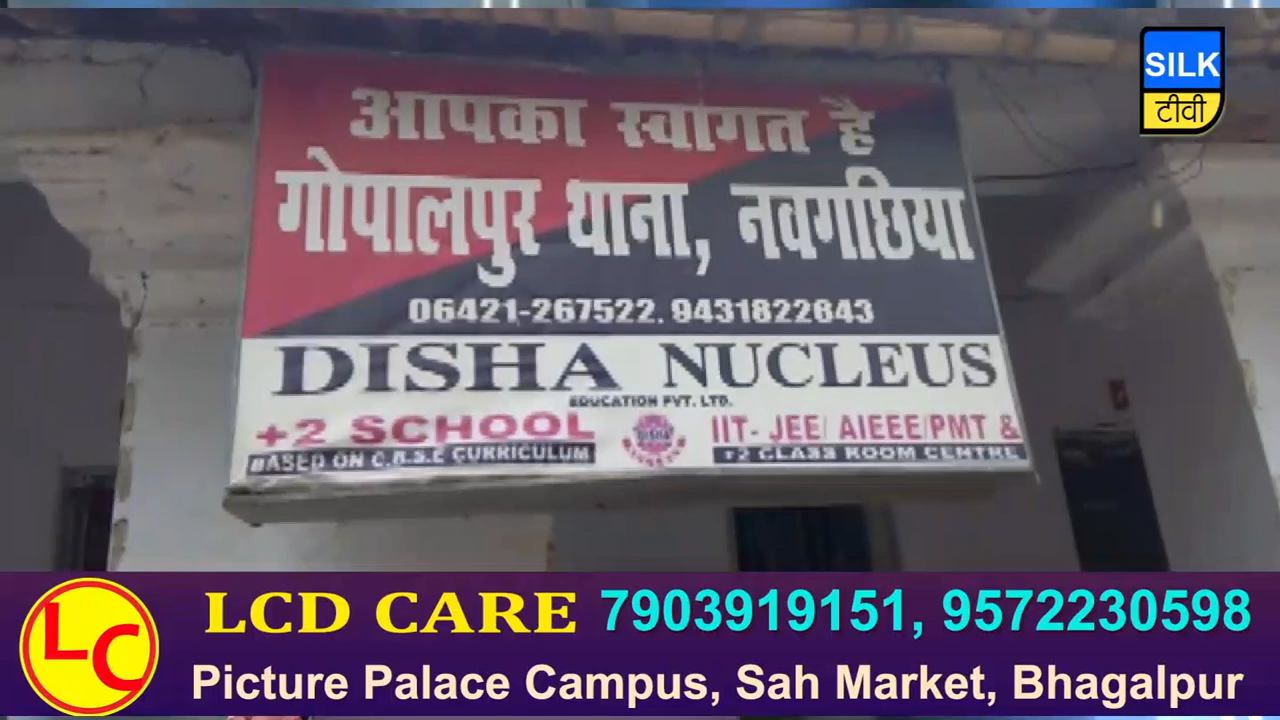 SILK
टीवी
आपका स्वागत है
गोपालपुर थाना, नवगछिया
06421-267522, 9431822643
DISHA NUCLEUS
EDUCATION PVT. LTD.
+2 SCHOOL
BASED ON C.B.S.E CURRICULUM
DISHA
IIT- JEE/ AIEEE/PMT &
+2 CLASS ROOM CENTRE
LC
LCD CARE 7903919151, 9572230598
Picture Palace Campus, Sah Market, Bhagalpur